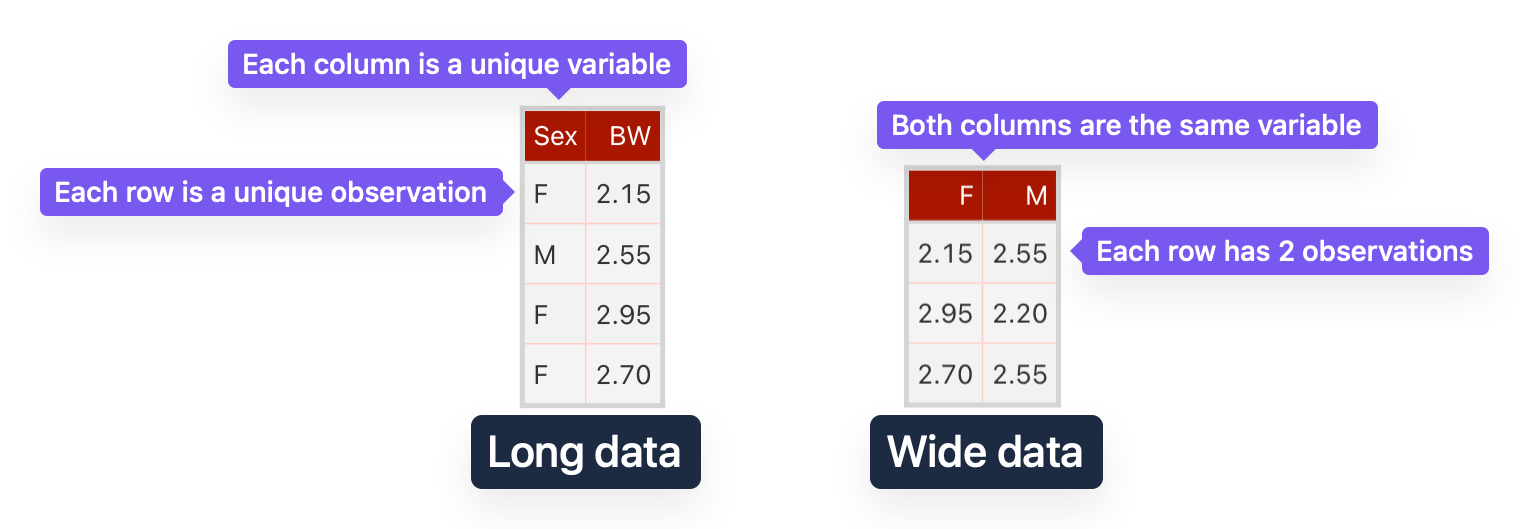 Each column is a unique variable
Each row is a unique observation
Sex BW
F 2.15
M 2.55
F 2.95
F 2.70
Long data
Both columns are the same variable
Each row has 2 observations
F M
2.15 2.55
2.95 2.20
2.70 2.55
Wide data